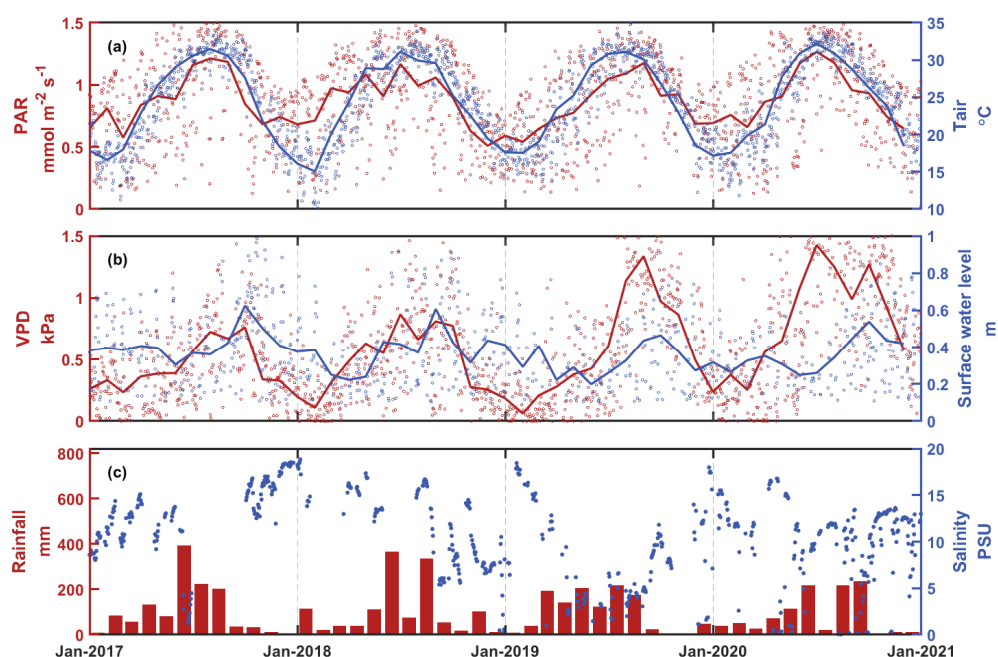 (a)
1.5
1
0.5
0
PAR
mmol m⁻² s⁻¹
35
30
25
20
15
10
Tair
°C
(b)
1.5
1
0.5
0
VPD
kPa
1
0.8
0.6
0.4
0.2
0
Surface water level
m
(c)
800
600
400
200
0
Rainfall
mm
20
15
10
5
0
Salinity
PSU
Jan-2017 Jan-2018 Jan-2019 Jan-2020 Jan-2021